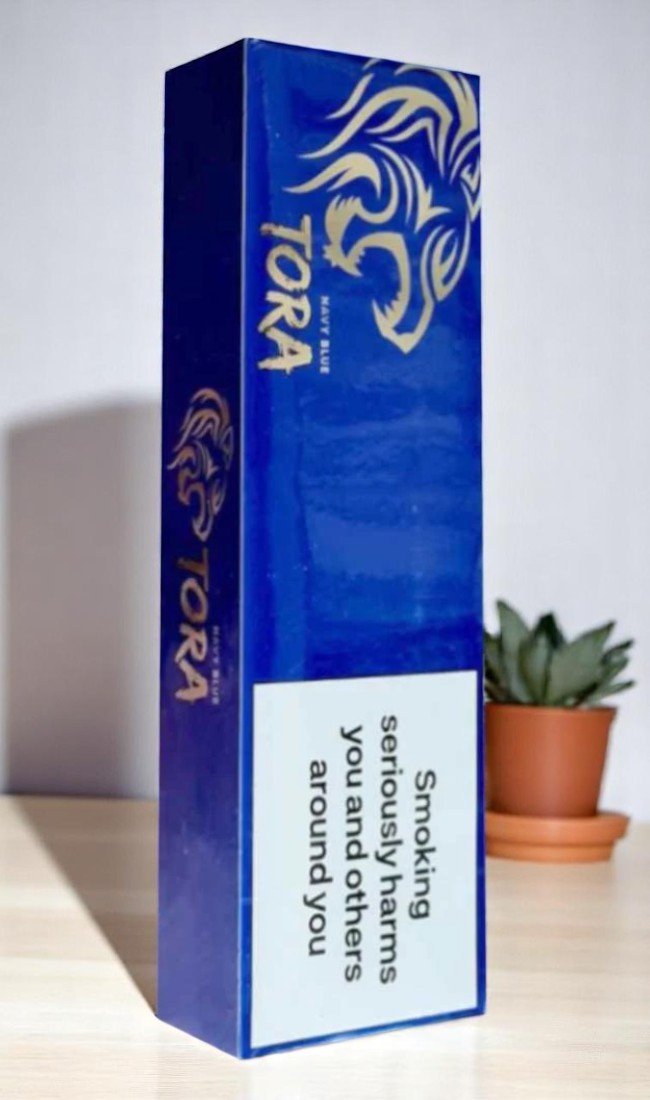 TORA
NAVY BLUE
TORA
NAVY BLUE
Smoking
seriously harms
you and others
around you